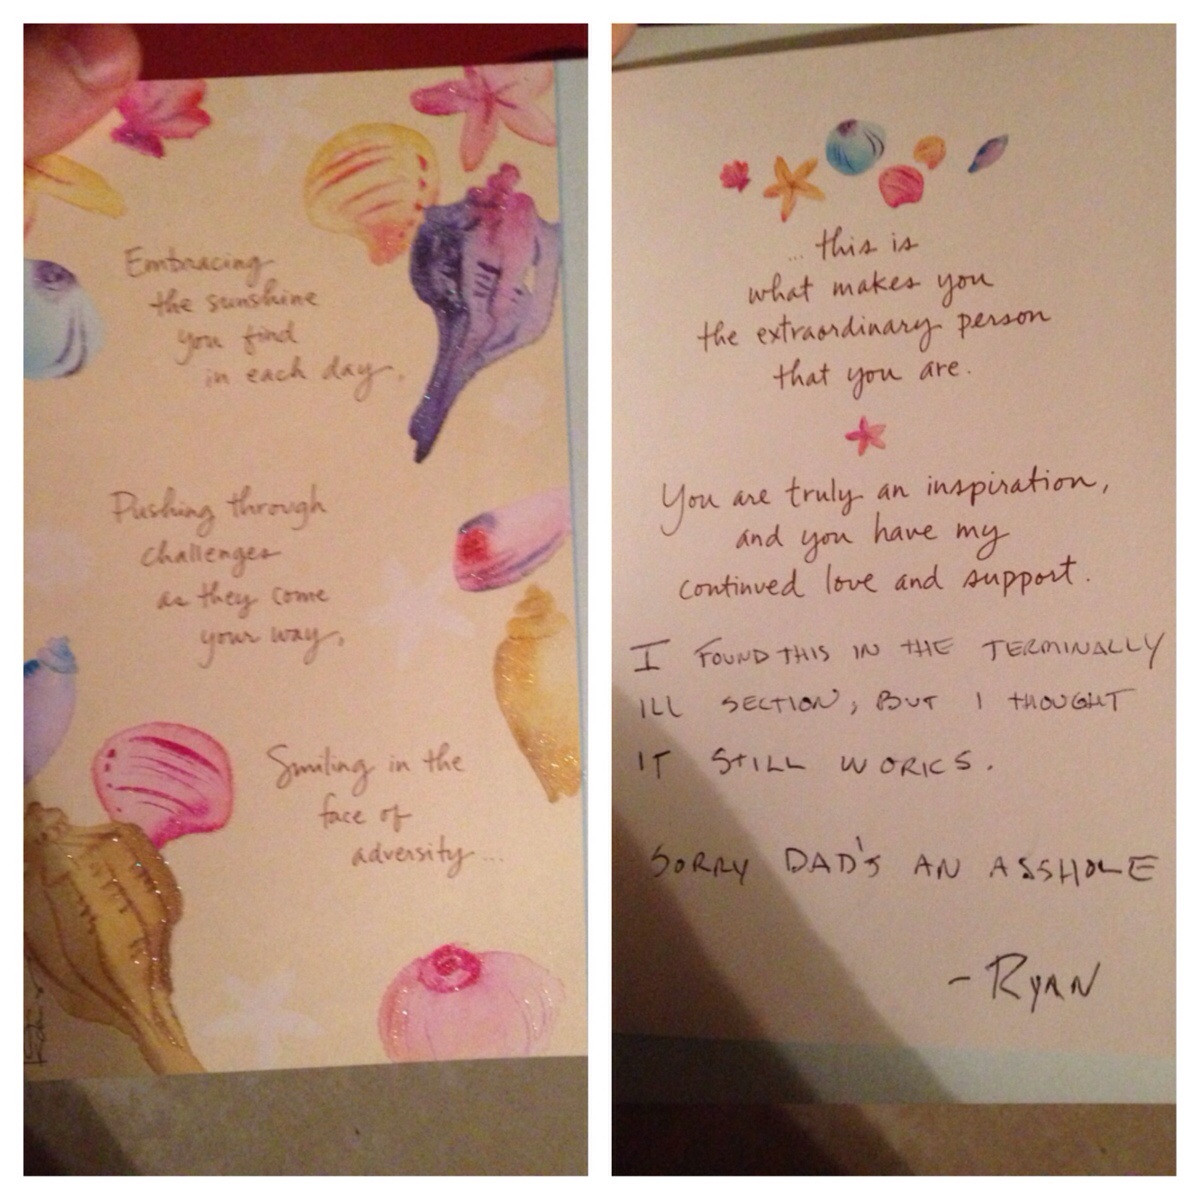 Embracing
the sunshine
you find
in each day,
Pushing through
challenges
as they come
your way,
Smiling in the
face of
adversity...
... this is
what makes you
the extraordinary person
that you are.
You are truly an inspiration,
and you have my
continued love and support.
I FOUND THIS IN THE TERMINALLY
ILL SECTION, BUT I THOUGHT
IT STILL WORKS.
SORRY DAD'S AN ASSHOLE
- RYAN